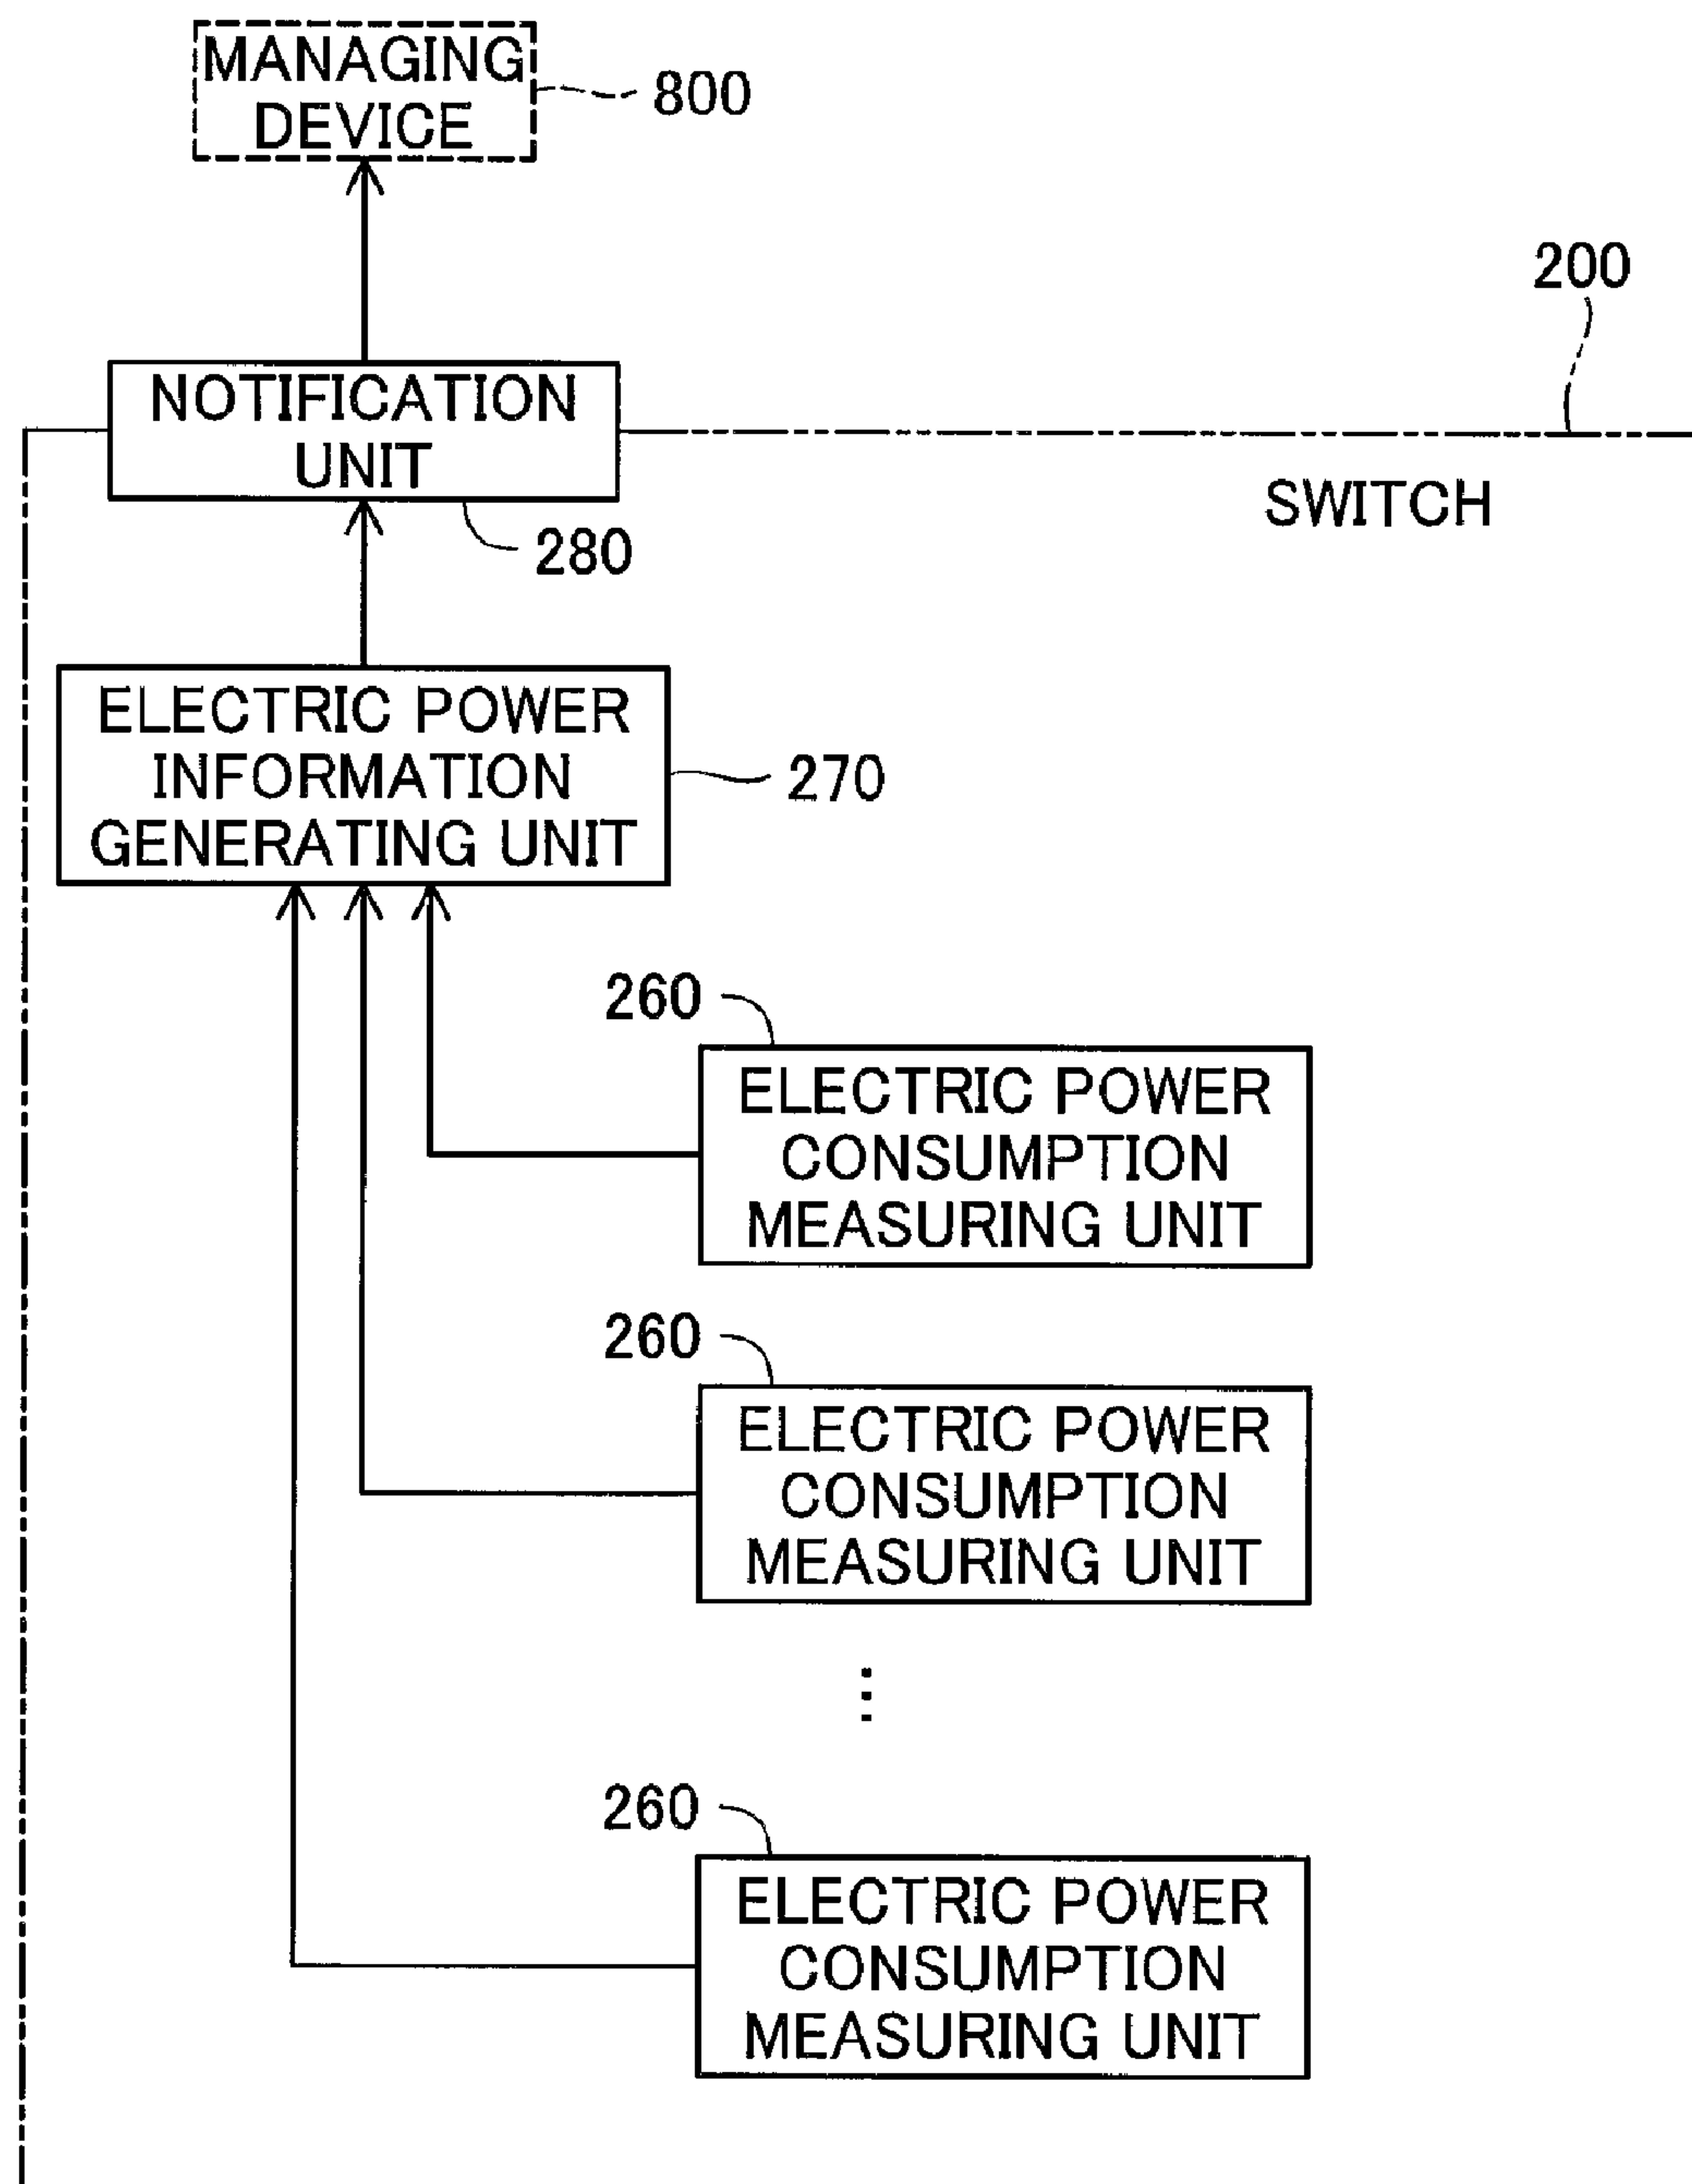 MANAGING
DEVICE
800
200
NOTIFICATION
UNIT
SWITCH
280
ELECTRIC POWER
INFORMATION
GENERATING UNIT
270
260
ELECTRIC POWER
CONSUMPTION
MEASURING UNIT
260
ELECTRIC POWER
CONSUMPTION
MEASURING UNIT
260
ELECTRIC POWER
CONSUMPTION
MEASURING UNIT